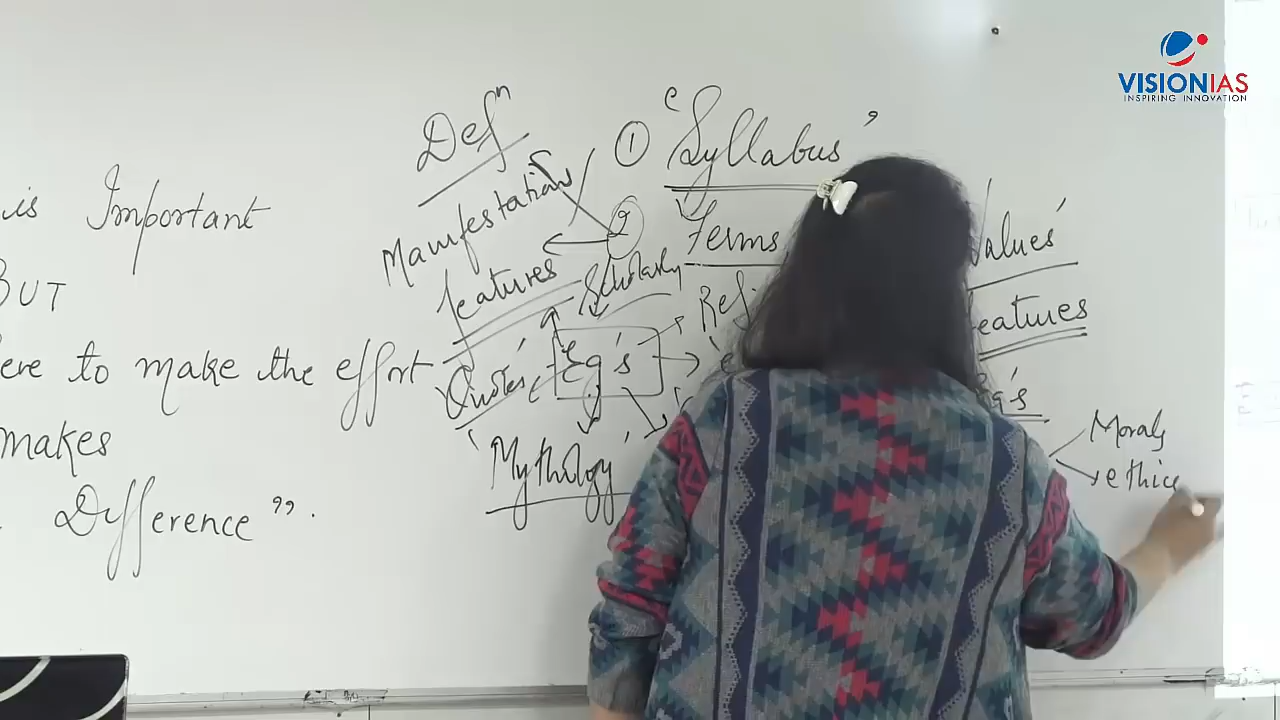 VISIONIAS
INSPIRING INNOVATION
is Important
BUT
ere to make the effort
makes
Difference”.
Defn
Manifestation
features
Scholarly
Quotes'
Eg's
Mythology
① “Syllabus”
②
Terms
Values'
features
Eg's
Morals
ethics